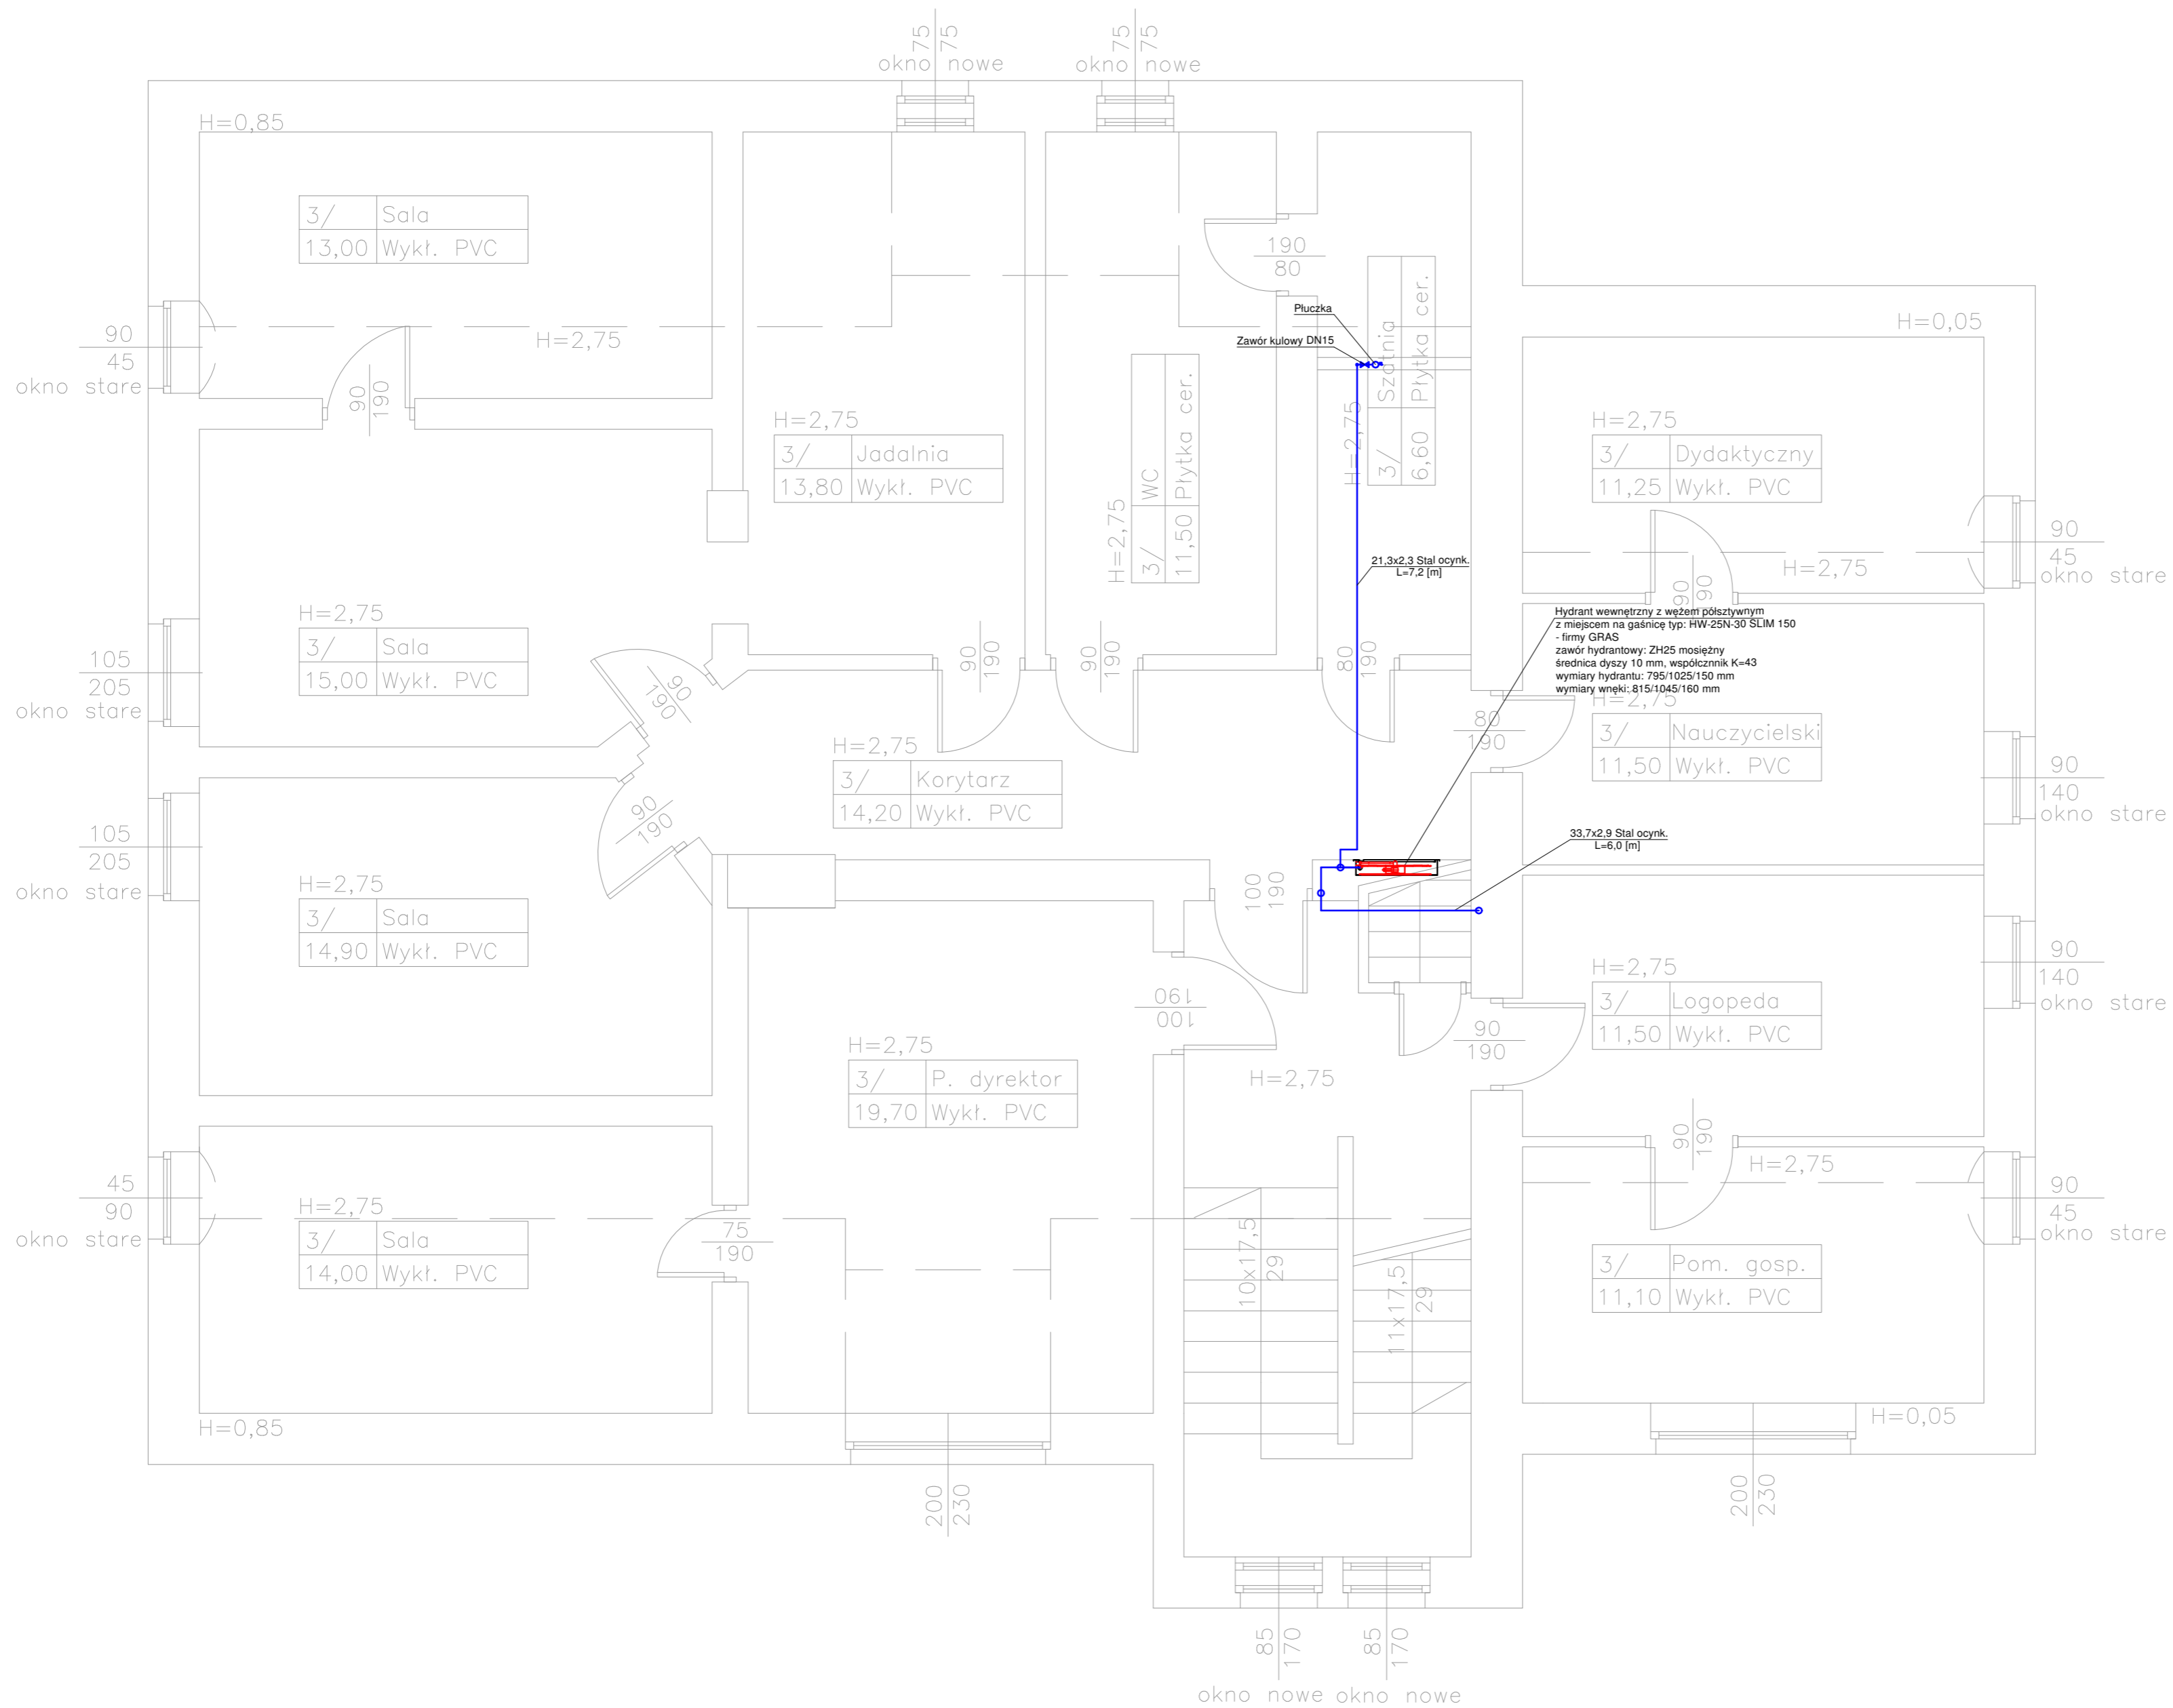 75
75
okno nowe
75
75
okno nowe
H=0,85
3/ Sala
13,00 Wykł. PVC
H=2,75
90
45
okno stare
90
190
190
80
Płuczka
Zawór kulowy DN15
H=2,75
3/ Szatnia
6,60 Płytka cer.
H=0,05
H=2,75
3/ Jadalnia
13,80 Wykł. PVC
H=2,75
3/ WC
11,50 Płytka cer.
H=2,75
3/ Dydaktyczny
11,25 Wykł. PVC
90
45
okno stare
H=2,75
90
190
21,3x2,3 Stal ocynk.
L=7,2 [m]
Hydrant wewnętrzny z wężem półsztywnym
z miejscem na gaśnicę typ: HW-25N-30 SLIM 150
- firmy GRAS
zawór hydrantowy: ZH25 mosiężny
średnica dyszy 10 mm, współcznnik K=43
wymiary hydrantu: 795/1025/150 mm
wymiary wnęki: 815/1045/160 mm
H=2,75
3/ Sala
15,00 Wykł. PVC
105
205
okno stare
90
190
90
190
90
190
80
190
H=2,75
3/ Nauczycielski
11,50 Wykł. PVC
80
190
H=2,75
3/ Korytarz
14,20 Wykł. PVC
90
140
okno stare
90
190
105
205
okno stare
33,7x2,9 Stal ocynk.
L=6,0 [m]
H=2,75
3/ Sala
14,90 Wykł. PVC
100
190
90
140
okno stare
H=2,75
3/ Logopeda
11,50 Wykł. PVC
100
190
90
190
H=2,75
3/ P. dyrektor
19,70 Wykł. PVC
H=2,75
90
190
H=2,75
45
90
okno stare
H=2,75
3/ Sala
14,00 Wykł. PVC
75
190
10x17,5
29
11x17,5
29
90
45
okno stare
3/ Pom. gosp.
11,10 Wykł. PVC
H=0,85
H=0,05
200
230
200
230
85
170
okno nowe
85
170
okno nowe